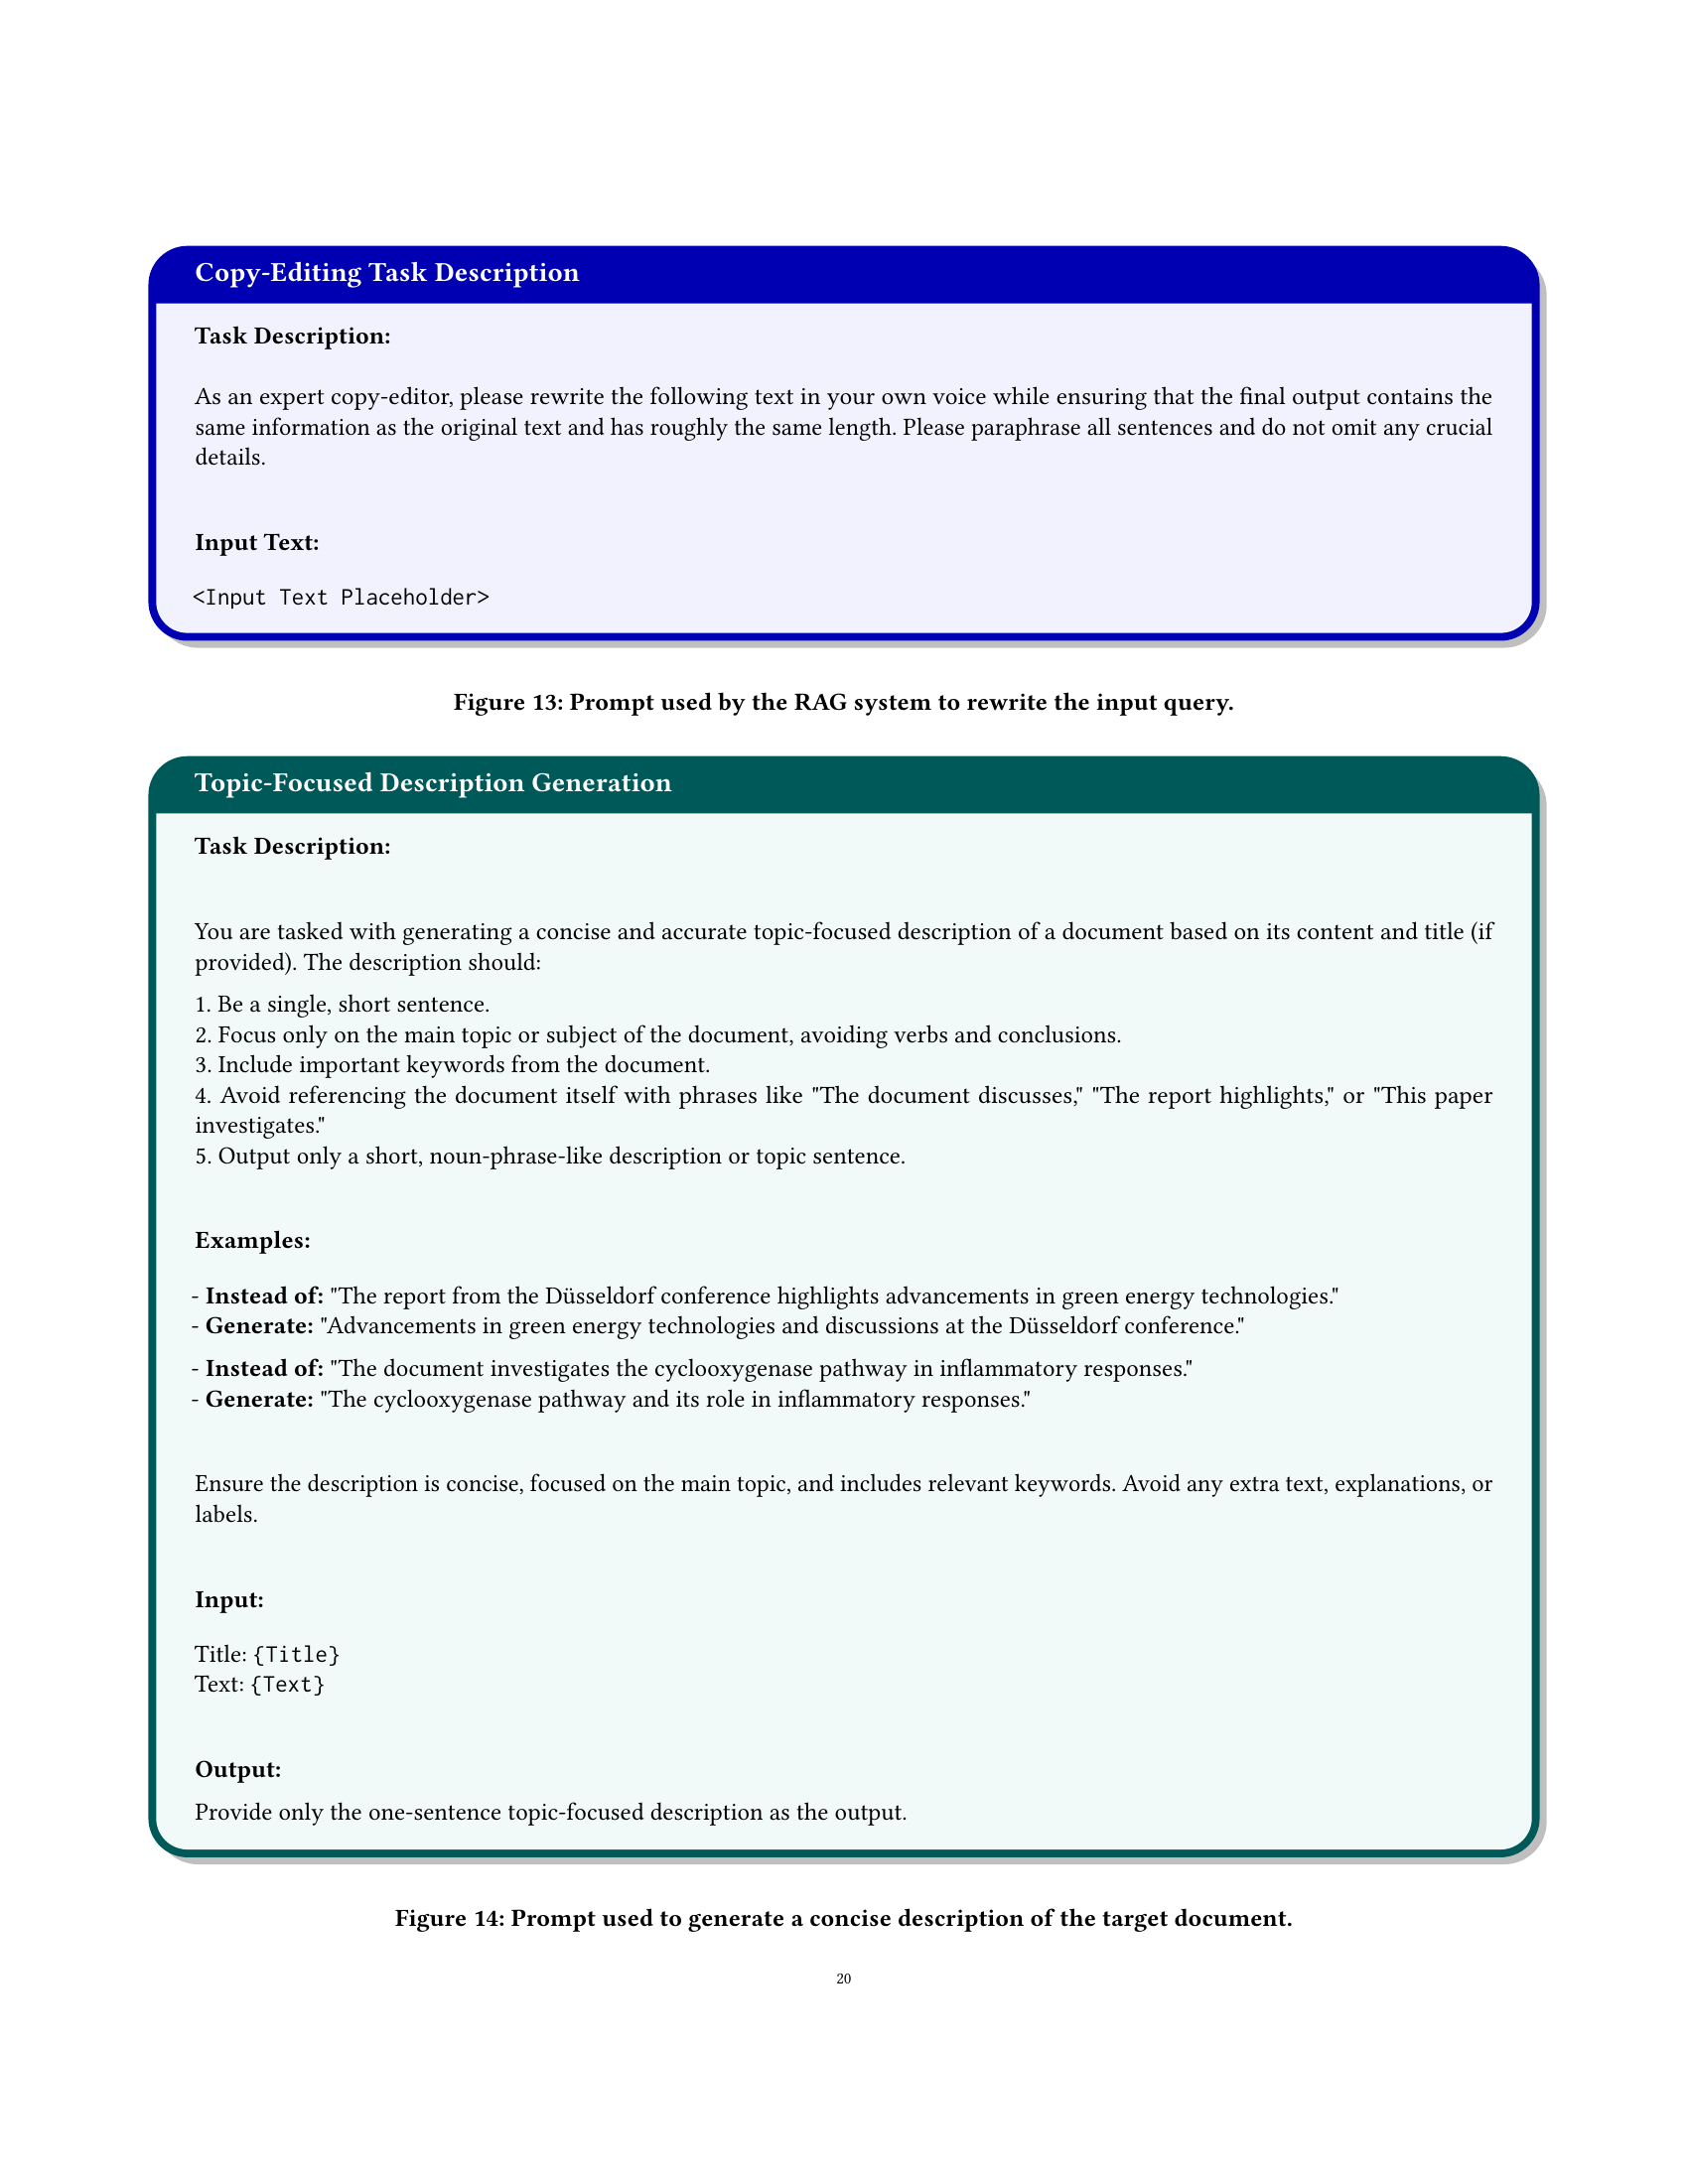 Copy-Editing Task Description
Task Description:
As an expert copy-editor, please rewrite the following text in your own voice while ensuring that the final output contains the
same information as the original text and has roughly the same length. Please paraphrase all sentences and do not omit any crucial
details.
Input Text:
<Input Text Placeholder>
Figure 13: Prompt used by the RAG system to rewrite the input query.
Topic-Focused Description Generation
Task Description:
You are tasked with generating a concise and accurate topic-focused description of a document based on its content and title (if
provided). The description should:
1. Be a single, short sentence.
2. Focus only on the main topic or subject of the document, avoiding verbs and conclusions.
3. Include important keywords from the document.
4. Avoid referencing the document itself with phrases like "The document discusses," "The report highlights," or "This paper
investigates."
5. Output only a short, noun-phrase-like description or topic sentence.
Examples:
- Instead of: "The report from the Düsseldorf conference highlights advancements in green energy technologies."
- Generate: "Advancements in green energy technologies and discussions at the Düsseldorf conference."
- Instead of: "The document investigates the cyclooxygenase pathway in inflammatory responses."
- Generate: "The cyclooxygenase pathway and its role in inflammatory responses."
Ensure the description is concise, focused on the main topic, and includes relevant keywords. Avoid any extra text, explanations, or
labels.
Input:
Title: {Title}
Text: {Text}
Output:
Provide only the one-sentence topic-focused description as the output.
Figure 14: Prompt used to generate a concise description of the target document.
20